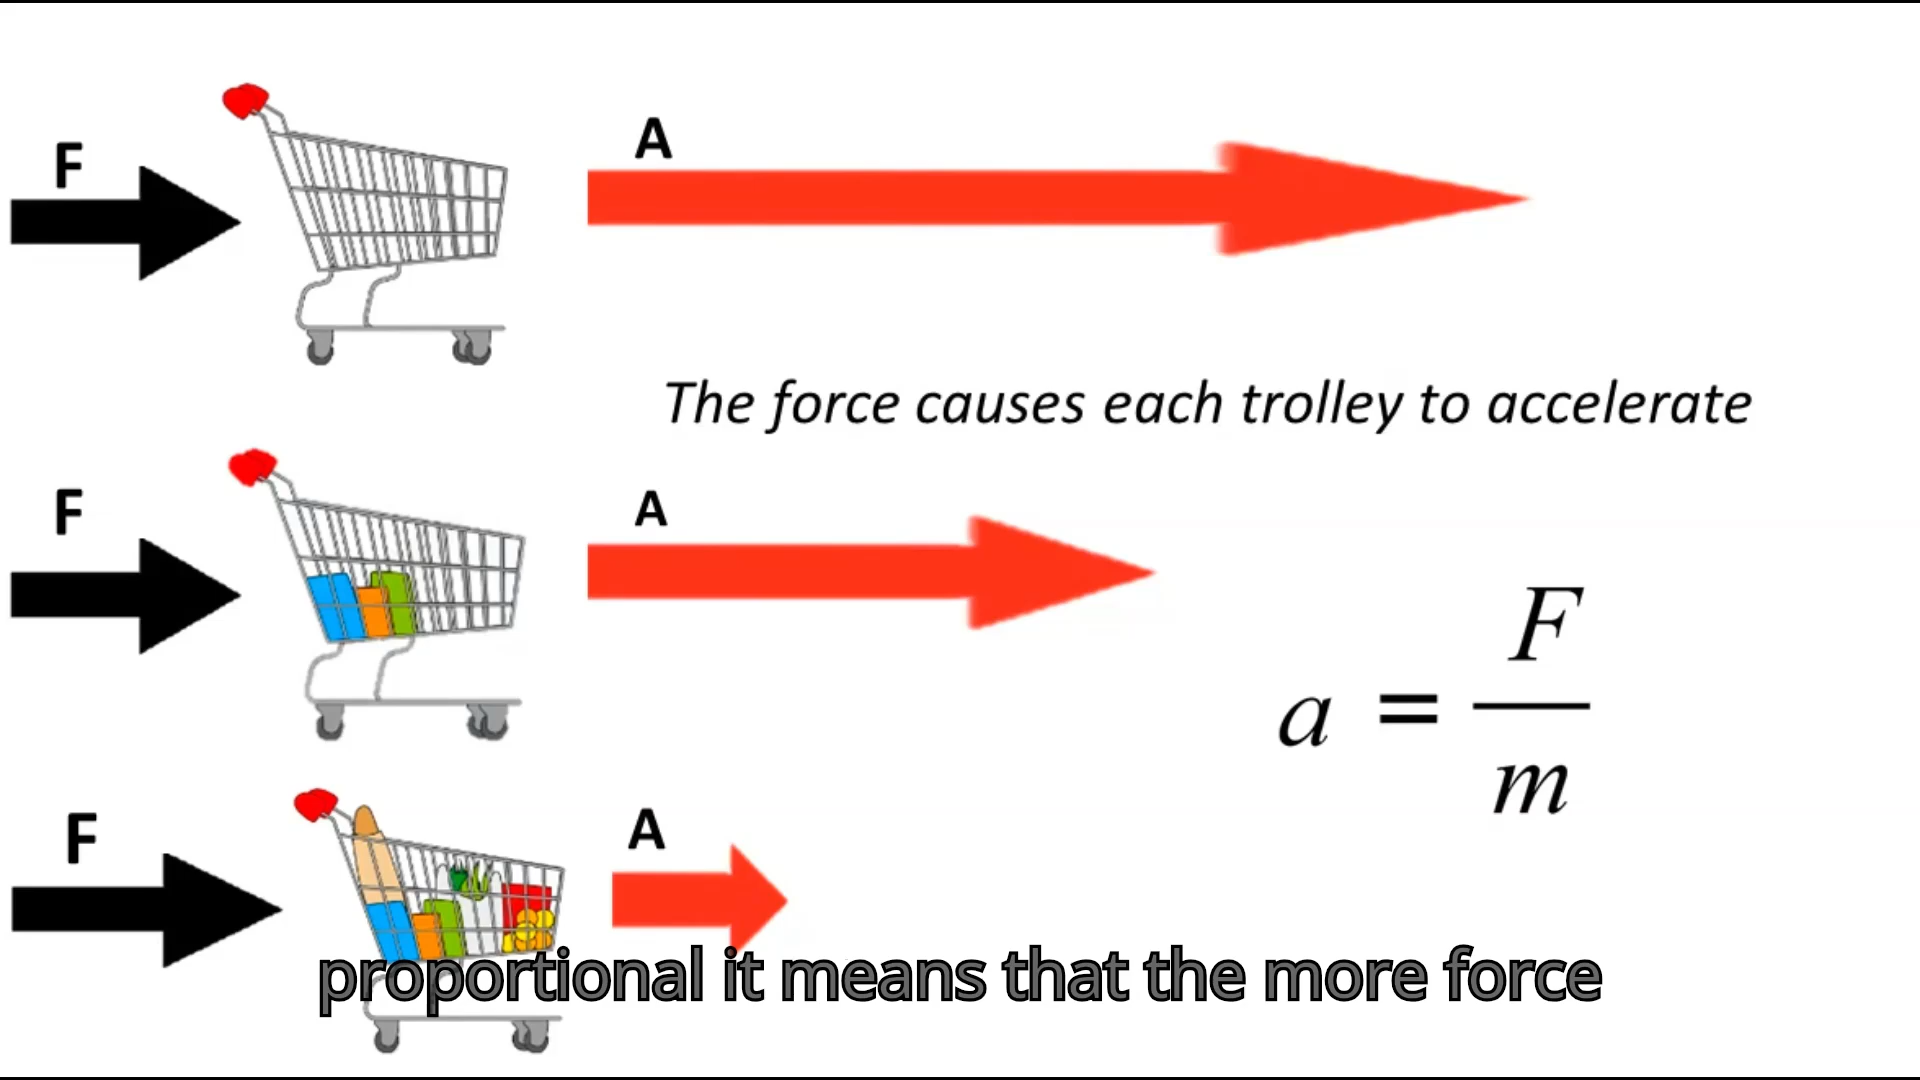 F
A
The force causes each trolley to accelerate
F
A
a = F/m
F
A
proportional it means that the more force